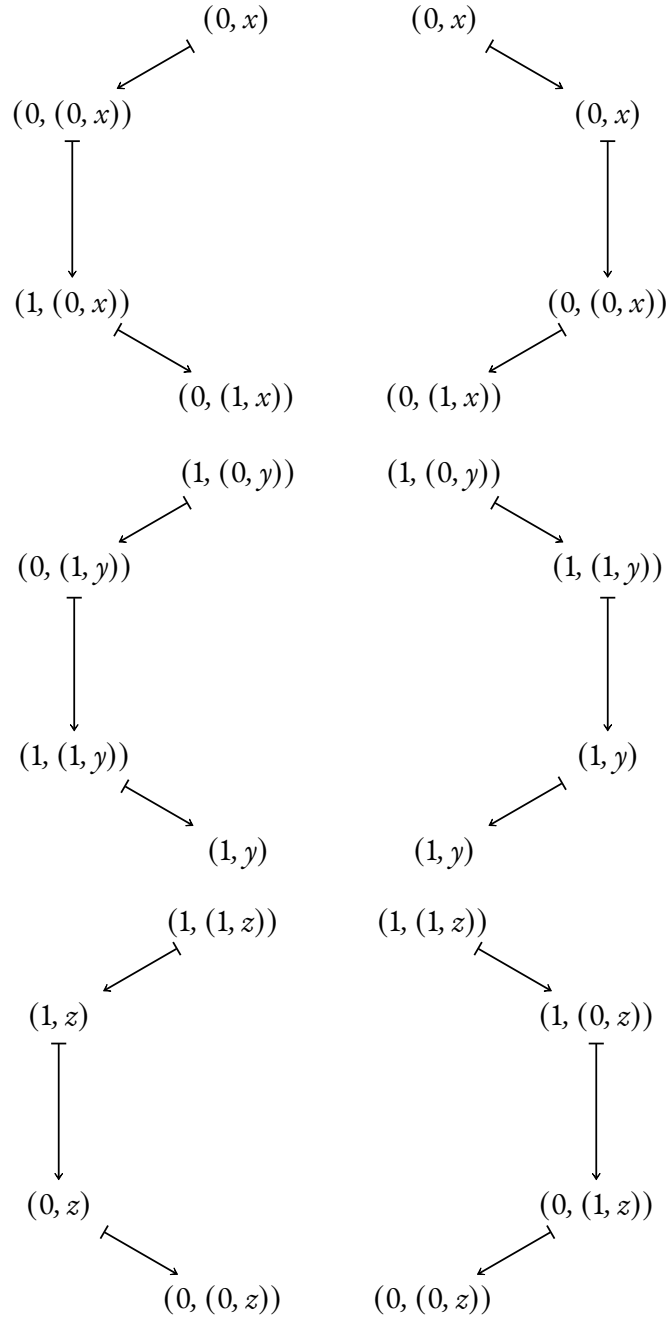 (0, x) (0, x)
(0, (0, x)) (0, x)
(1, (0, x)) (0, (0, x))
(0, (1, x)) (0, (1, x))
(1, (0, y)) (1, (0, y))
(0, (1, y)) (1, (1, y))
(1, (1, y)) (1, y)
(1, y) (1, y)
(1, (1, z)) (1, (1, z))
(1, z) (1, (0, z))
(0, z) (0, (1, z))
(0, (0, z)) (0, (0, z))